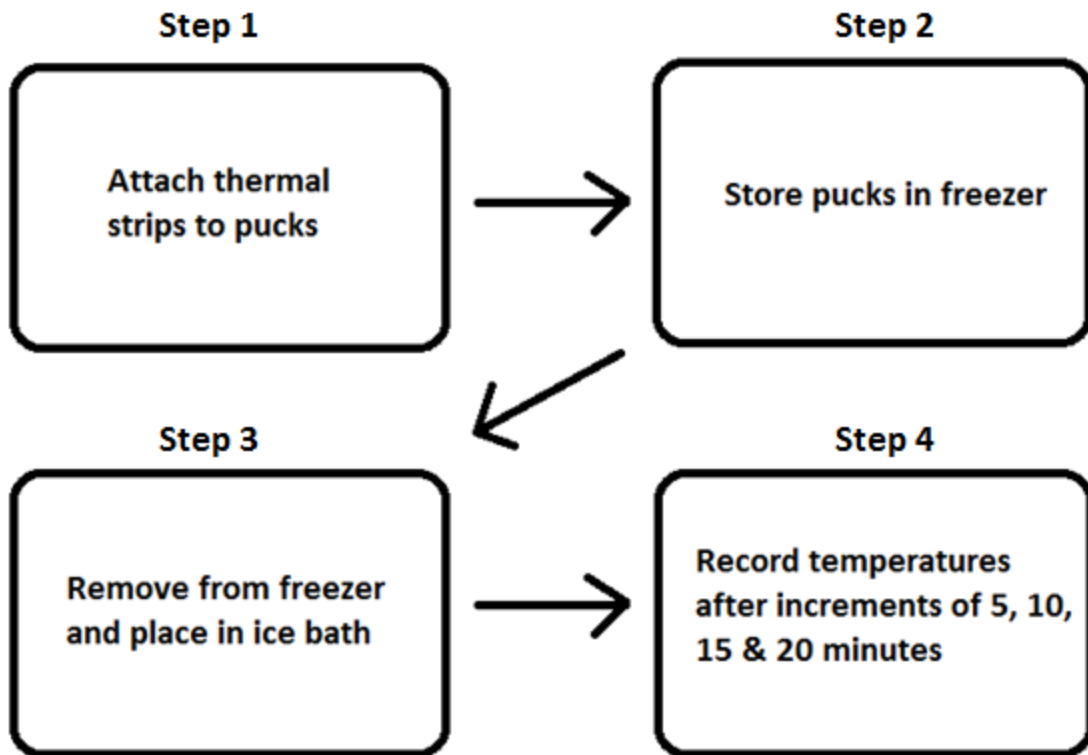 Step 1
Attach thermal
strips to pucks
Step 2
Store pucks in freezer
Step 3
Remove from freezer
and place in ice bath
Step 4
Record temperatures
after increments of 5, 10,
15 & 20 minutes